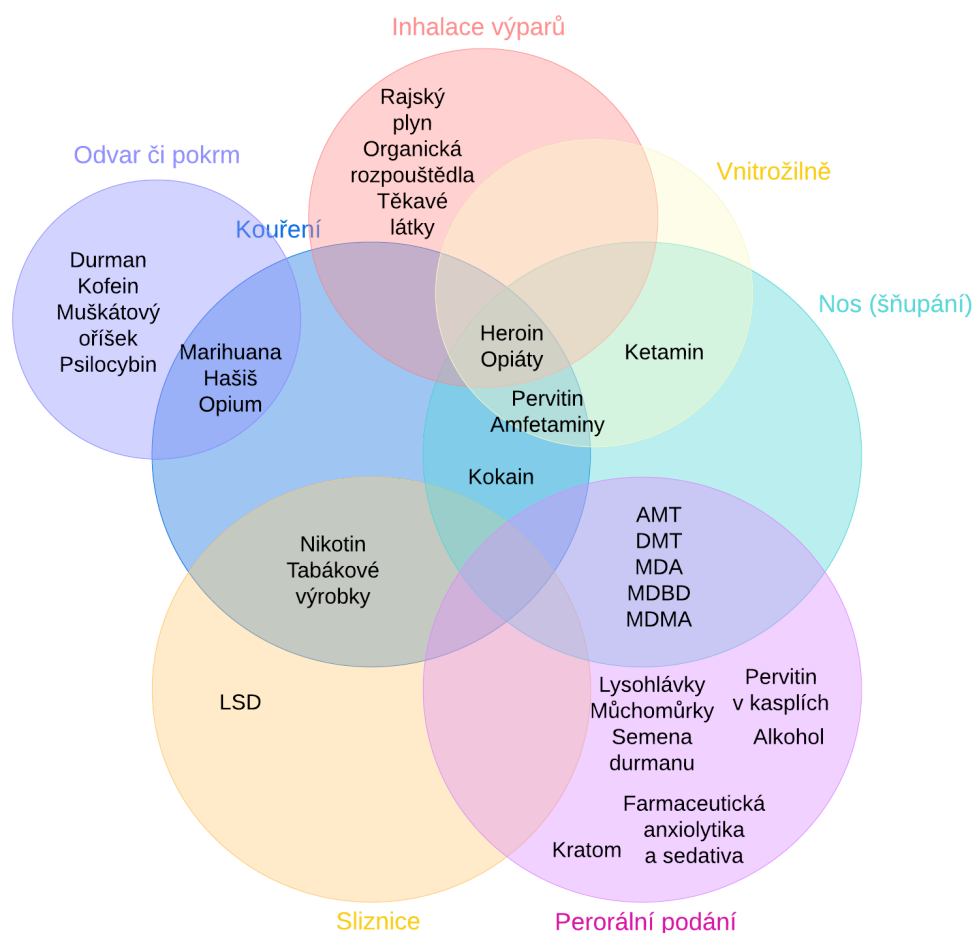 Inhalace výparů
Rajský
plyn
Organická
rozpouštědla
Těkavé
látky
Odvar či pokrm
Vnitrožilně
Kouření
Durman
Kofein
Muškátový
oříšek
Psilocybin
Nos (šňupání)
Marihuana
Hašiš
Opium
Heroin
Opiáty
Ketamin
Pervitin
Amfetaminy
Kokain
Nikotin
Tabákové
výrobky
AMT
DMT
MDA
MDBD
MDMA
LSD
Lysohlávky
Můchomůrky
Semena
durmanu
Pervitin
v kasplích
Alkohol
Farmaceutická
anxiolytika
a sedativa
Kratom
Sliznice
Perorální podání